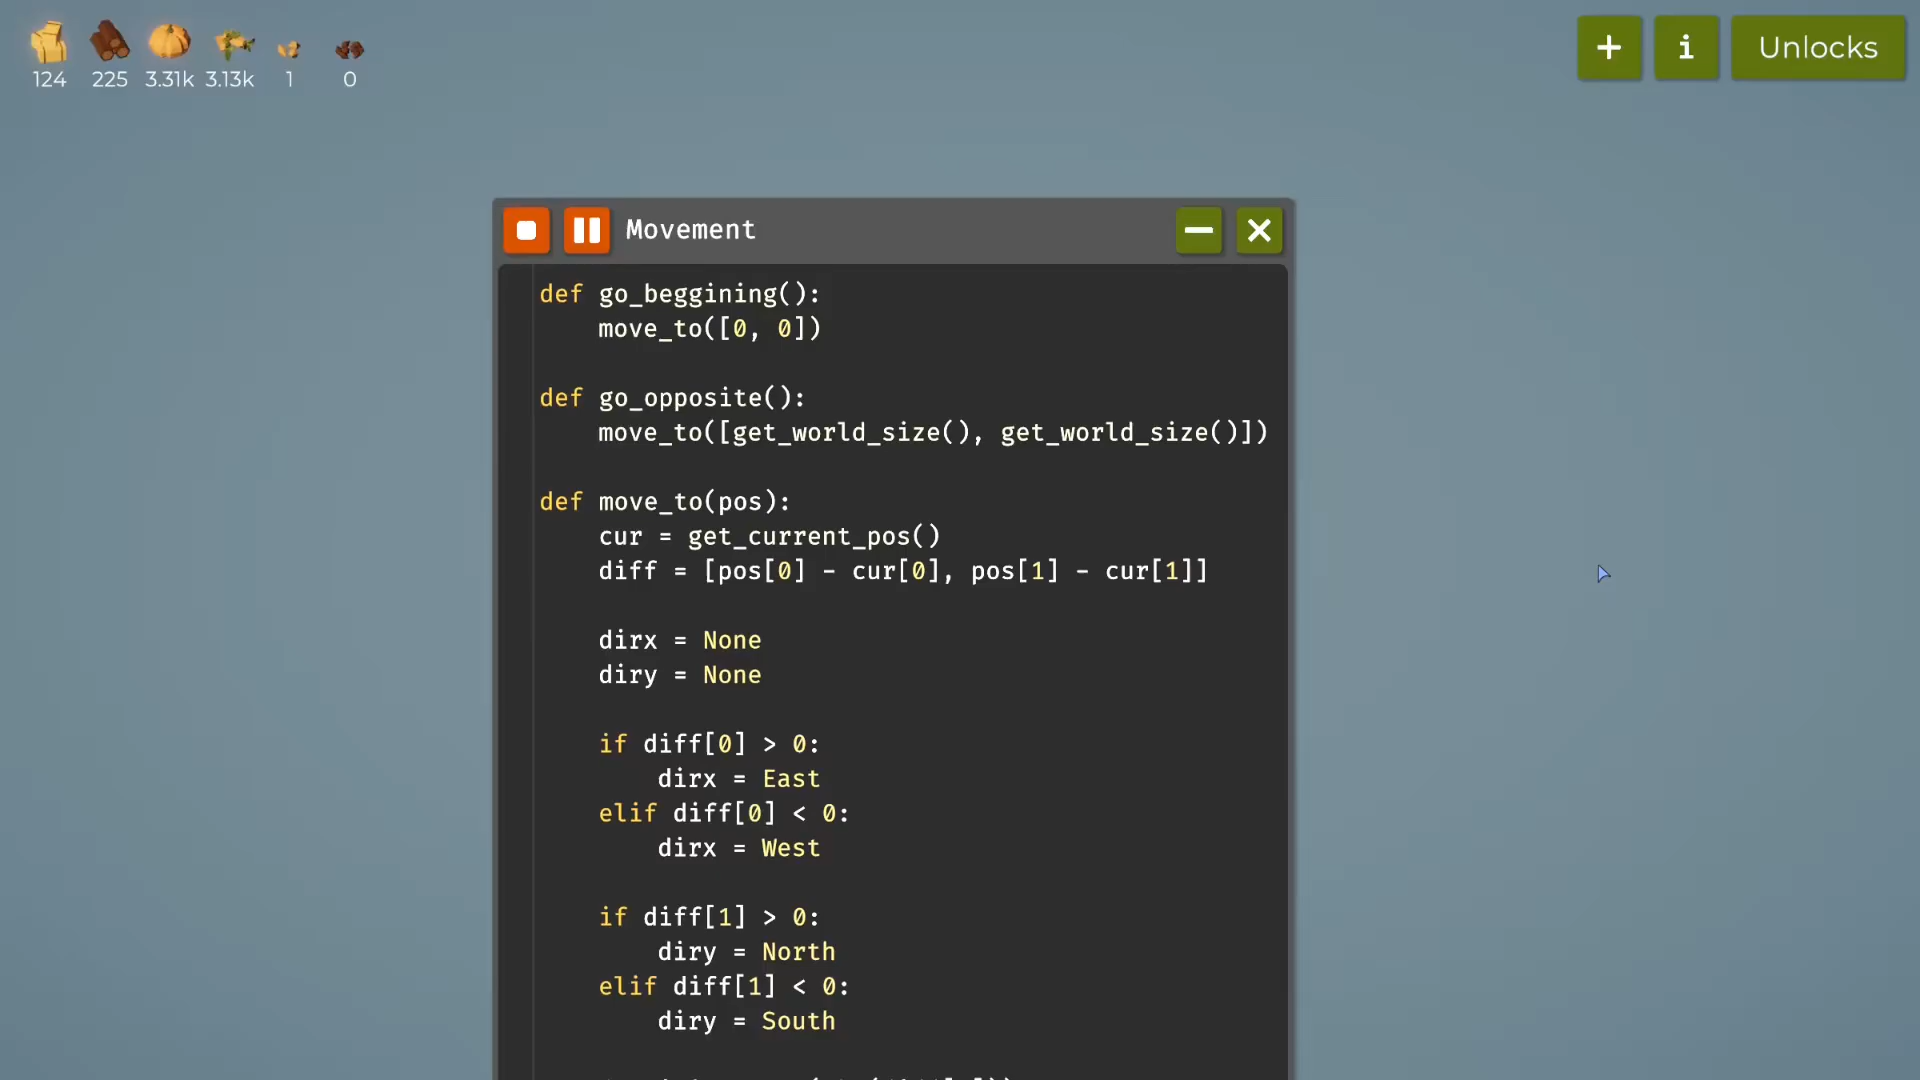 124 225 3.31k 3.13k 1 0
+ i Unlocks
Movement
def go_beggining():
    move_to([0, 0])
def go_opposite():
    move_to([get_world_size(), get_world_size()])
def move_to(pos):
    cur = get_current_pos()
    diff = [pos[0] - cur[0], pos[1] - cur[1]]
    dirx = None
    diry = None
    if diff[0] > 0:
        dirx = East
    elif diff[0] < 0:
        dirx = West
    if diff[1] > 0:
        diry = North
    elif diff[1] < 0:
        diry = South